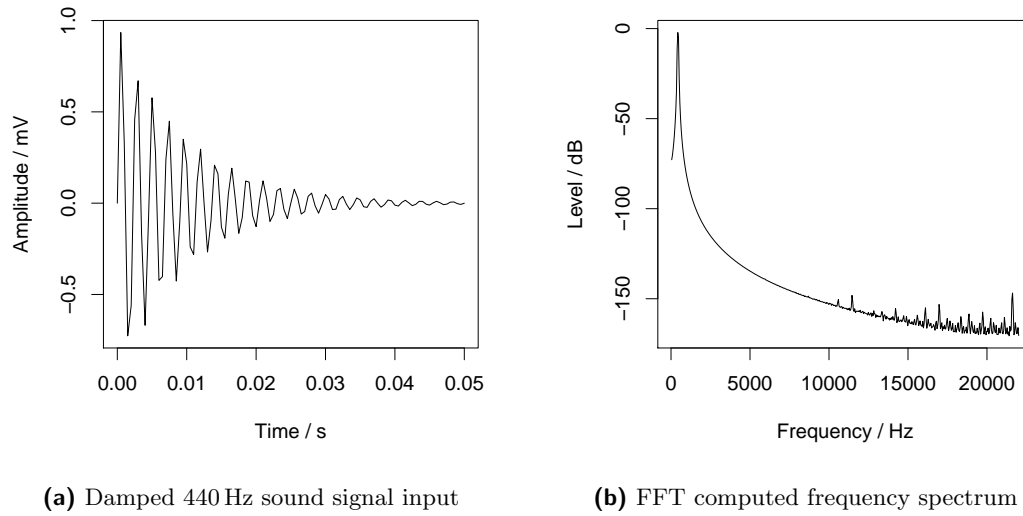 1.0
0.5
0.0
−0.5
Amplitude / mV
0.00 0.01 0.02 0.03 0.04 0.05
Time / s
(a) Damped 440 Hz sound signal input
0
−50
−100
−150
Level / dB
0 5000 10000 15000 20000
Frequency / Hz
(b) FFT computed frequency spectrum